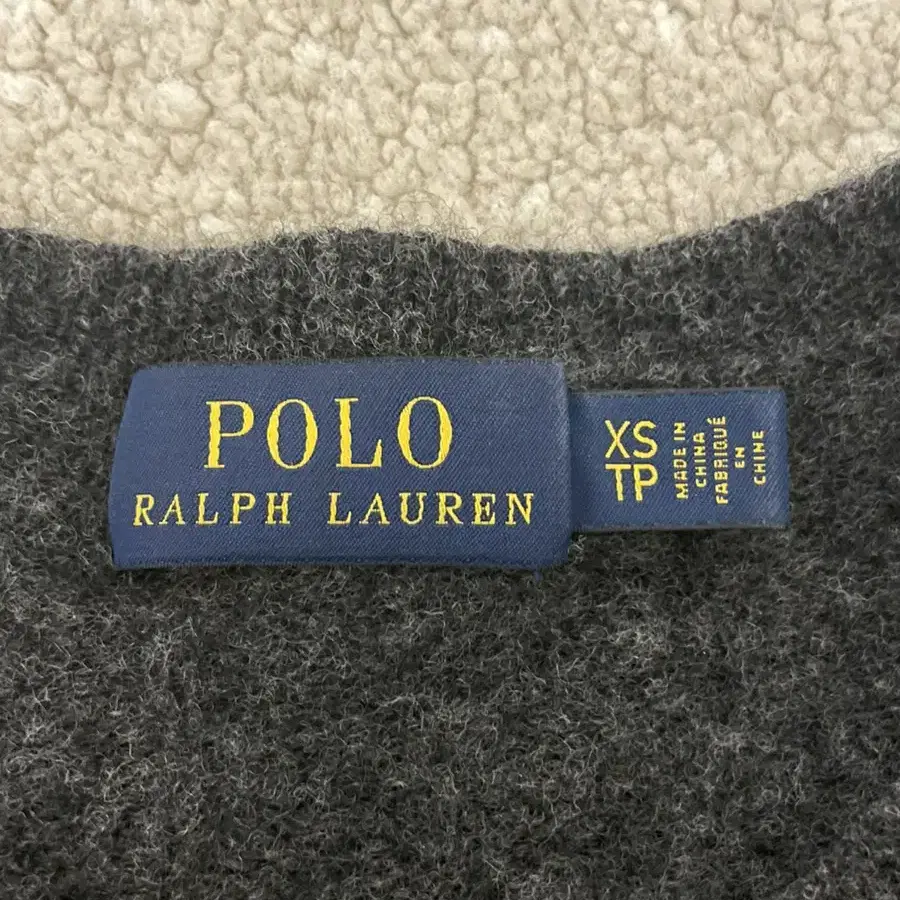 POLO
RALPH LAUREN
XS
TP
MADE IN
CHINA
FABRIQUÉ
EN
CHINE